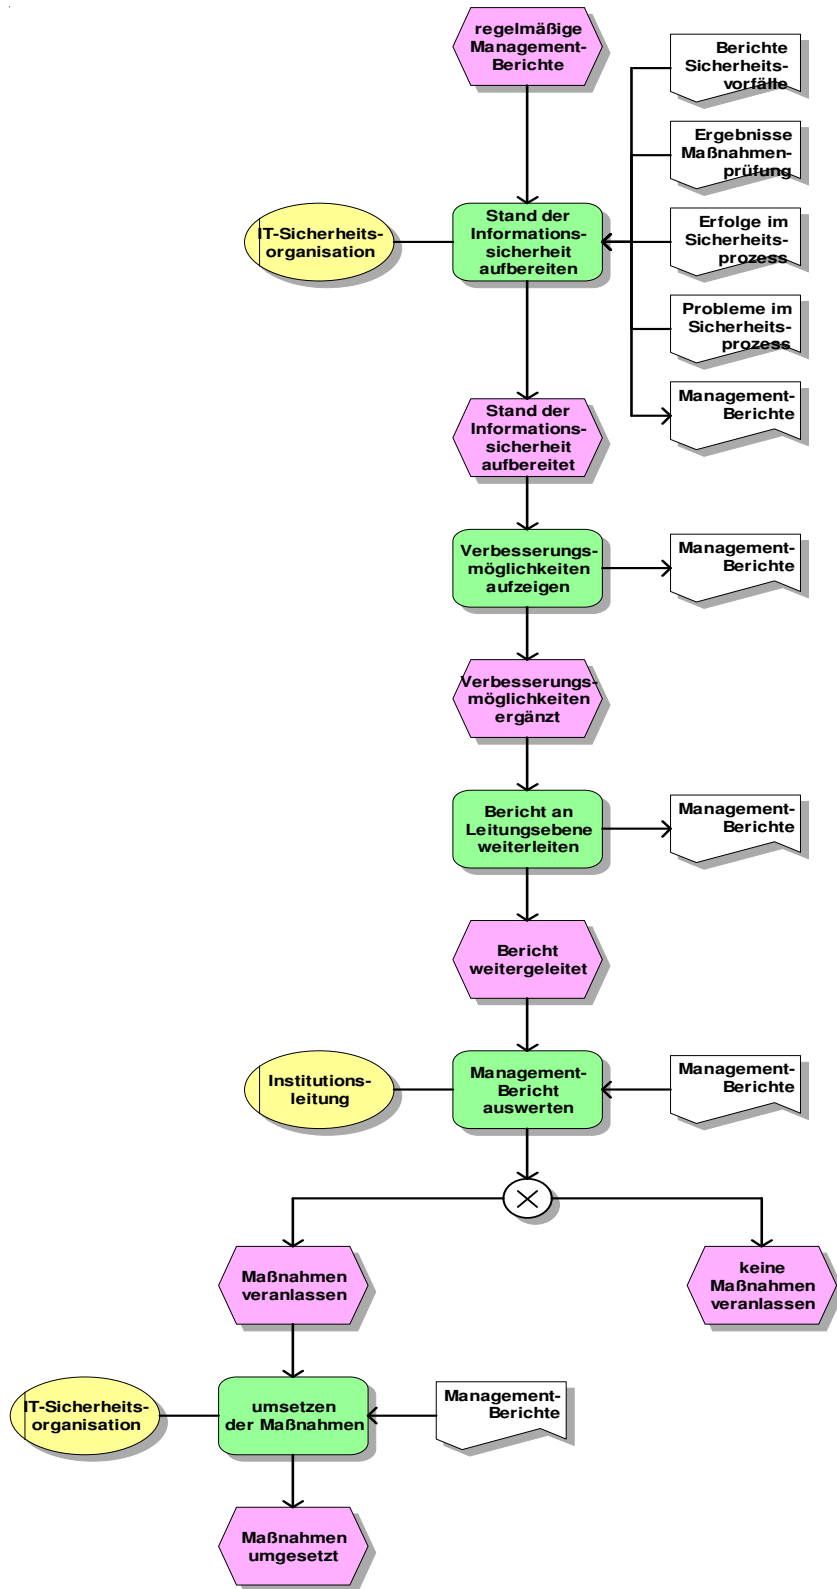 regelmäßige
Management-
Berichte
Berichte
Sicherheits-
vorfälle
Ergebnisse
Maßnahmen-
prüfung
IT-Sicherheits-
organisation
Stand der
Informations-
sicherheit
aufbereiten
Erfolge im
Sicherheits-
prozess
Probleme im
Sicherheits-
prozess
Management-
Berichte
Stand der
Informations-
sicherheit
aufbereitet
Verbesserungs-
möglichkeiten
aufzeigen
Management-
Berichte
Verbesserungs-
möglichkeiten
ergänzt
Bericht an
Leitungsebene
weiterleiten
Management-
Berichte
Bericht
weitergeleitet
Institutions-
leitung
Management-
Bericht
auswerten
Management-
Berichte
Maßnahmen
veranlassen
keine
Maßnahmen
veranlassen
IT-Sicherheits-
organisation
umsetzen
der Maßnahmen
Management-
Berichte
Maßnahmen
umgesetzt